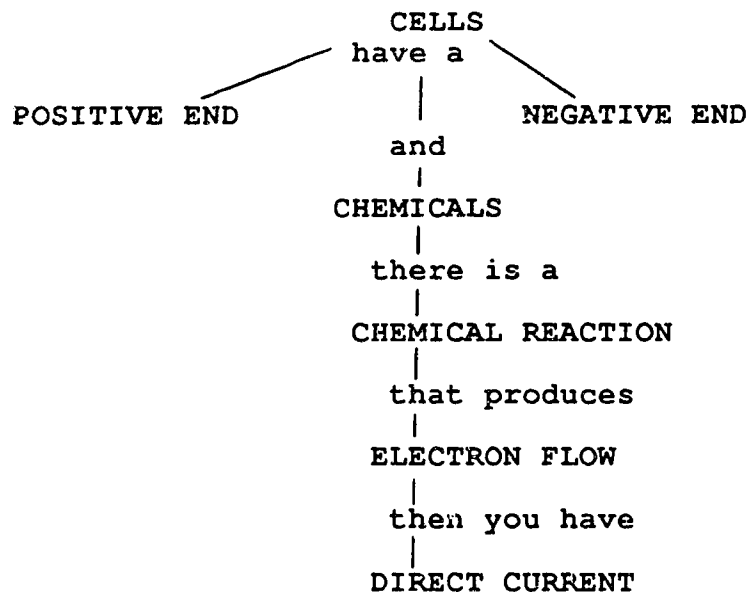 CELLS
have a
POSITIVE END NEGATIVE END
and
CHEMICALS
there is a
CHEMICAL REACTION
that produces
ELECTRON FLOW
then you have
DIRECT CURRENT